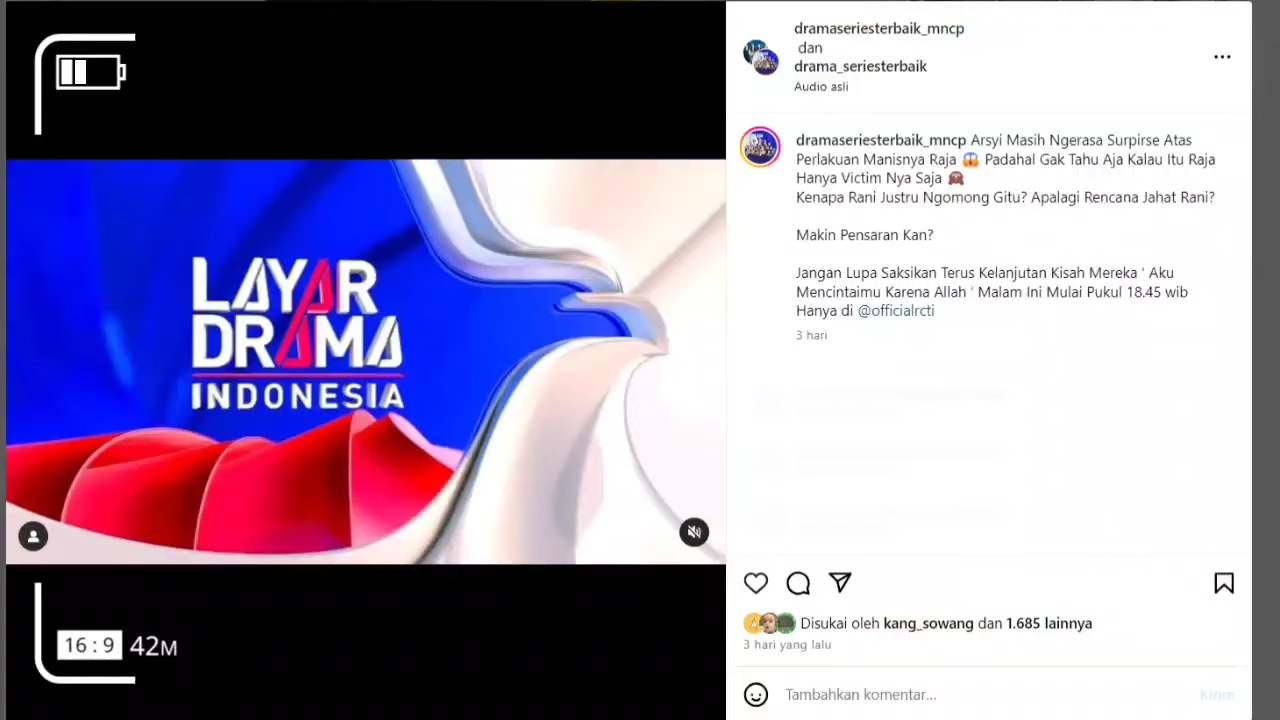 LAYAR
DRAMA
INDONESIA
16:9 42M
dramaseriesterbaik_mncp
dan
drama_seriesterbaik
Audio asli
dramaseriesterbaik_mncp Arsyi Masih Ngerasa Surpirse Atas
Perlakuan Manisnya Raja 😱 Padahal Gak Tahu Aja Kalau Itu Raja
Hanya Victim Nya Saja 🙈
Kenapa Rani Justru Ngomong Gitu? Apalagi Rencana Jahat Rani?
Makin Pensaran Kan?
Jangan Lupa Saksikan Terus Kelanjutan Kisah Mereka ‘ Aku
Mencintaimu Karena Allah ‘ Malam Ini Mulai Pukul 18.45 wib
Hanya di @officialrcti
3 hari
Disukai oleh kang_sowang dan 1.685 lainnya
3 hari yang lalu
Tambahkan komentar...
Kirim